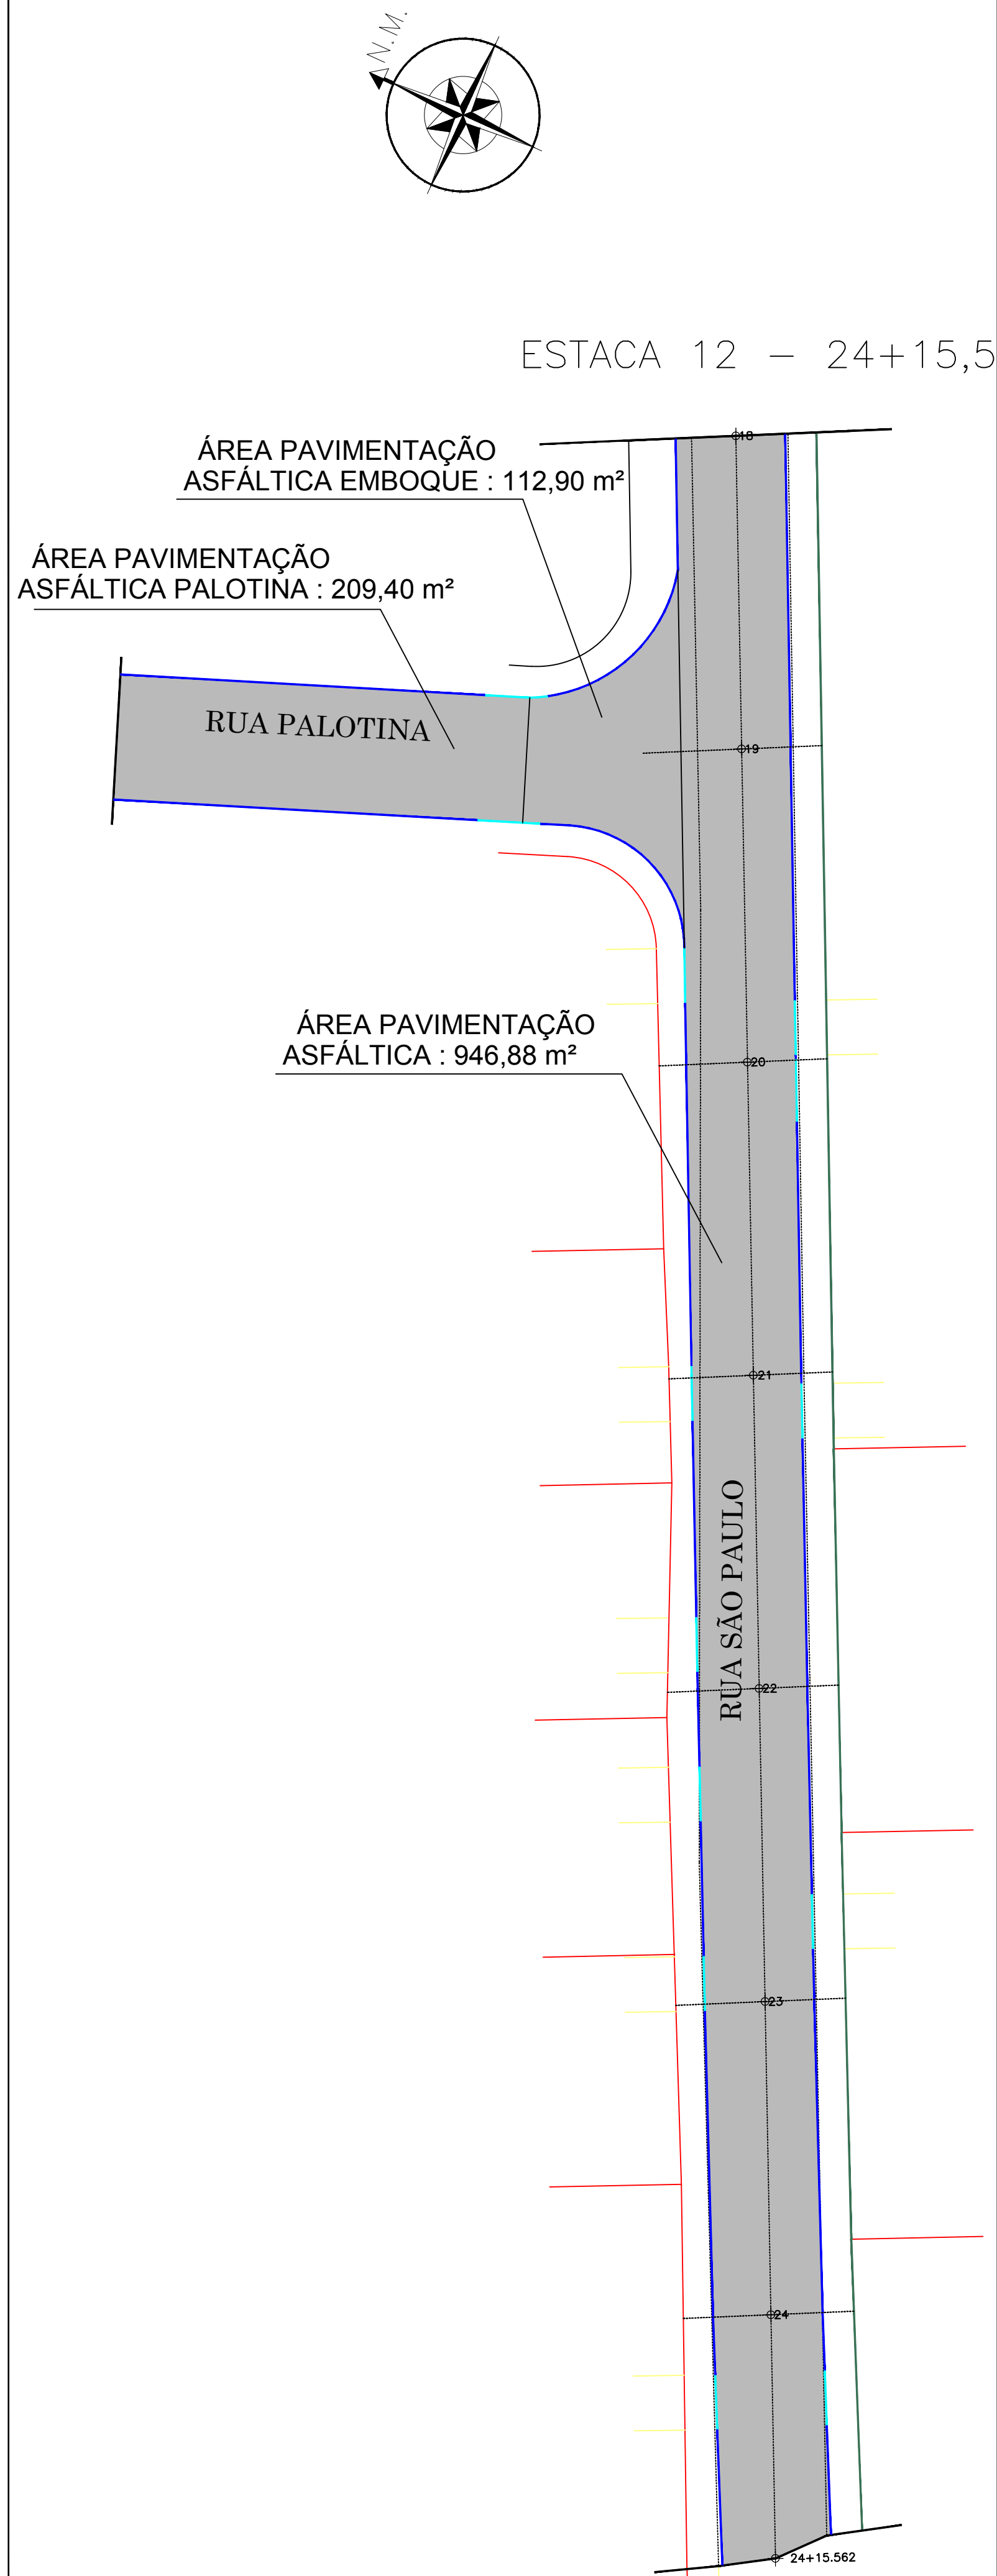 N.M.
ESTACA 12 - 24+15,5
18
ÁREA PAVIMENTAÇÃO
ASFÁLTICA EMBOQUE : 112,90 m²
ÁREA PAVIMENTAÇÃO
ASFÁLTICA PALOTINA : 209,40 m²
RUA PALOTINA
19
ÁREA PAVIMENTAÇÃO
ASFÁLTICA : 946,88 m²
20
21
RUA SÃO PAULO
22
23
24
24+15.562